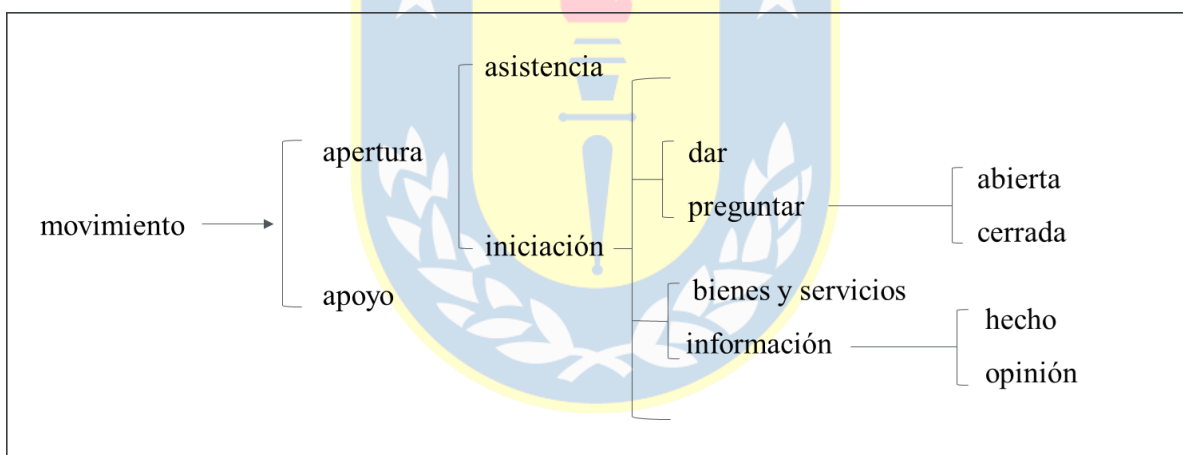 asistencia
apertura
dar
abierta
preguntar
movimiento
cerrada
iniciación
bienes y servicios
apoyo
hecho
información
opinión